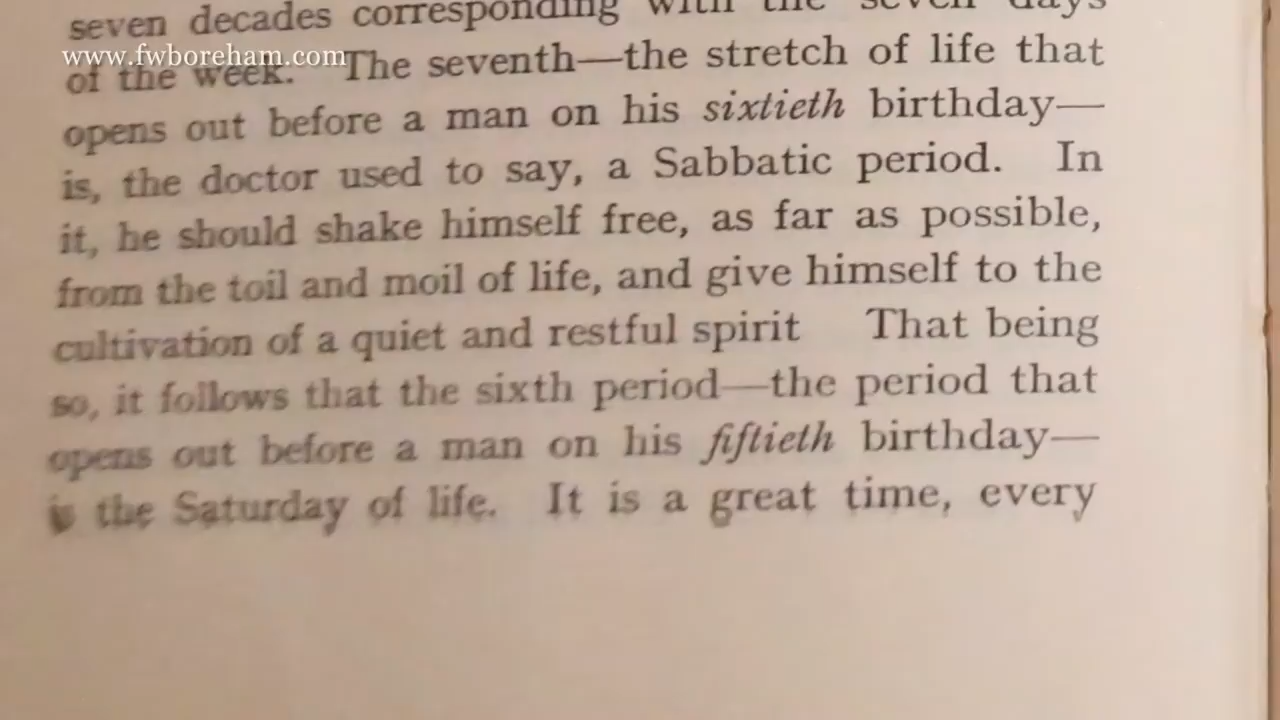 seven decades corresponding with the seven days
www.fwboreham.com
of the week. The seventh—the stretch of life that
opens out before a man on his sixtieth birthday—
is, the doctor used to say, a Sabbatic period. In
it, he should shake himself free, as far as possible,
from the toil and moil of life, and give himself to the
cultivation of a quiet and restful spirit That being
so, it follows that the sixth period—the period that
opens out before a man on his fiftieth birthday—
is the Saturday of life. It is a great time, every